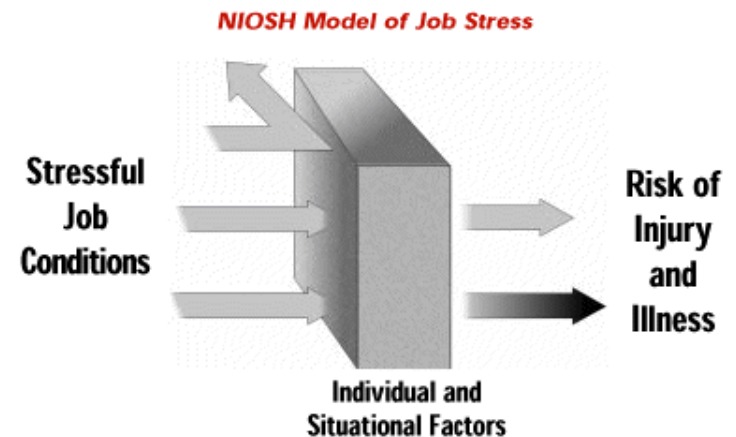 NIOSH Model of Job Stress
Stressful
Job
Conditions
Risk of
Injury
and
Illness
Individual and
Situational Factors